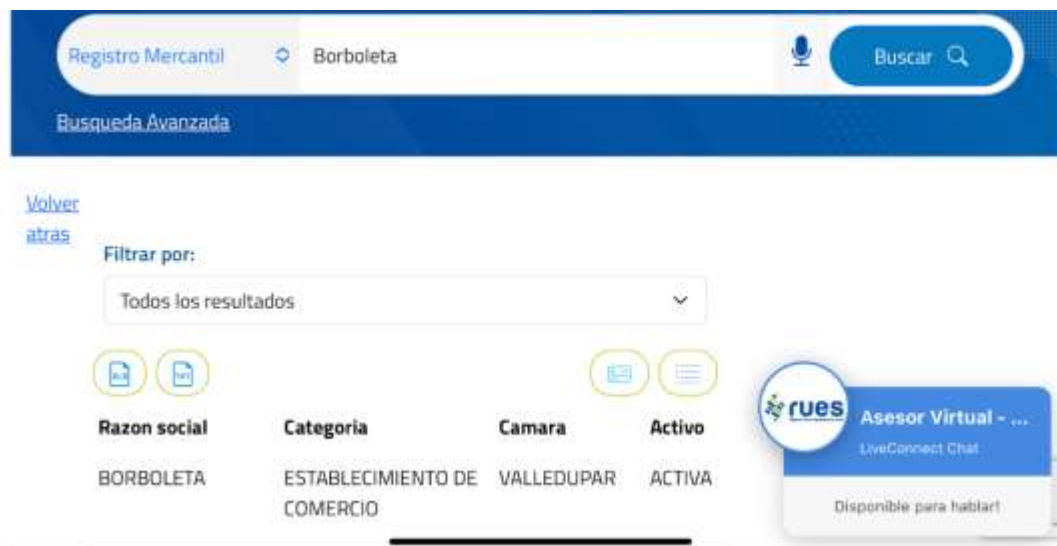 Registro Mercantil Borboleta Buscar
Busqueda Avanzada
Volver
atras
Filtrar por:
Todos los resultados
rues
Asesor Virtual - ...
LiveConnect Chat
Disponible para hablar!
Razon social Categoria Camara Activo
BORBOLETA ESTABLECIMIENTO DE VALLEDUPAR ACTIVA
COMERCIO